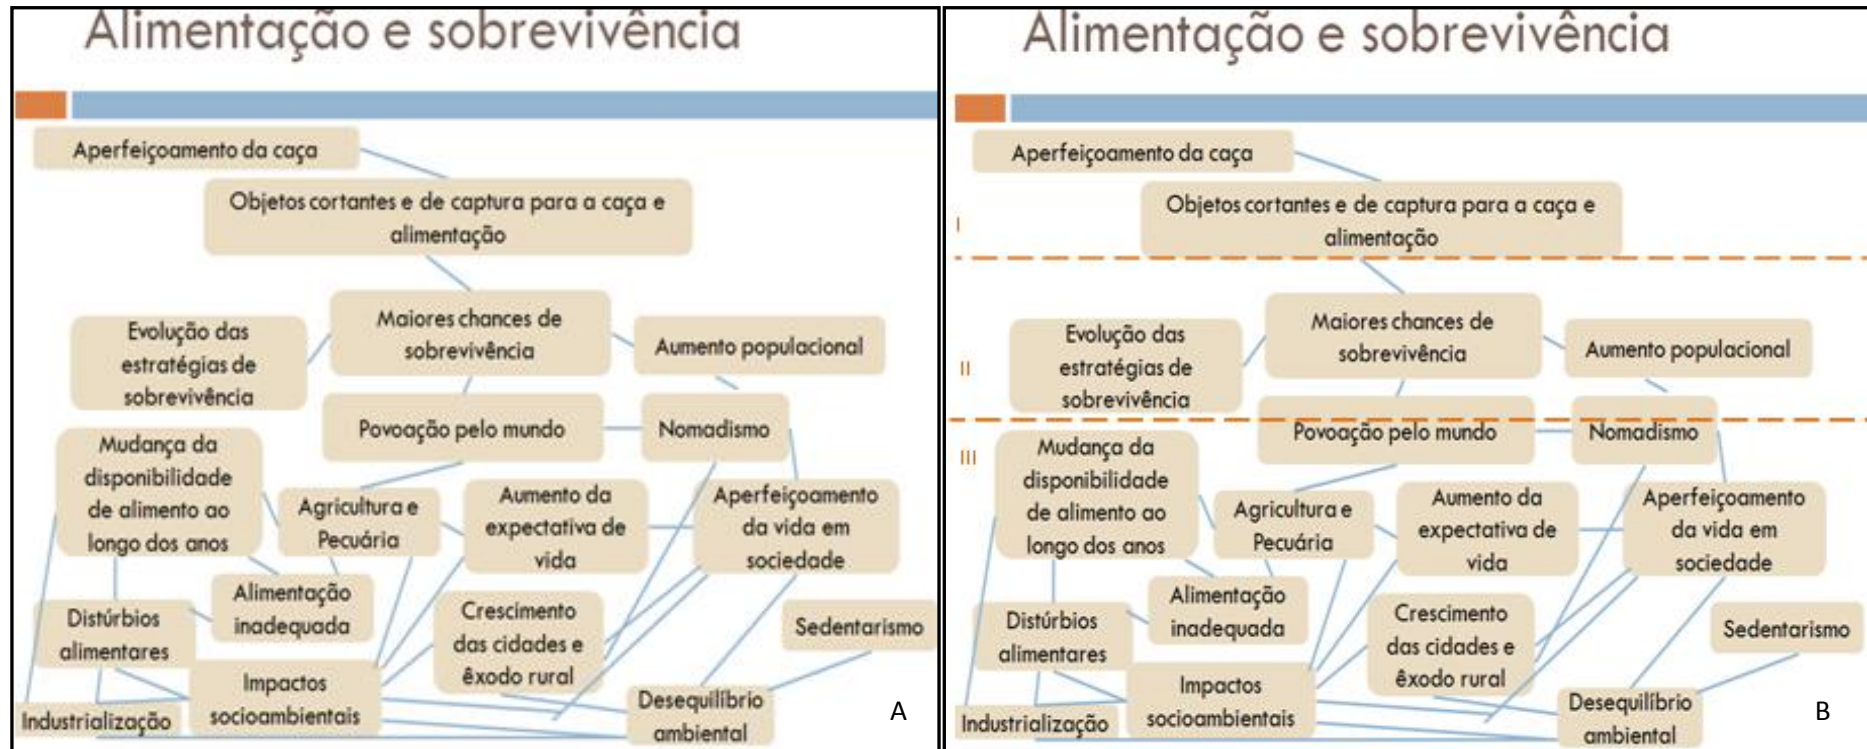 Alimentação e sobrevivência
Aperfeiçoamento da caça
Objetos cortantes e de captura para a caça e
alimentação
Maiores chances de
sobrevivência
Evolução das
estratégias de
sobrevivência
Aumento populacional
Povoação pelo mundo
Nomadismo
Mudança da
disponibilidade
de alimento ao
longo dos anos
Agricultura e
Pecuária
Aumento da
expectativa de
vida
Aperfeiçoamento
da vida em
sociedade
Alimentação
inadequada
Distúrbios
alimentares
Crescimento
das cidades e
êxodo rural
Sedentarismo
Impactos
socioambientais
Desequilíbrio
ambiental
Industrialização
A
Alimentação e sobrevivência
Aperfeiçoamento da caça
Objetos cortantes e de captura para a caça e
alimentação
I
Maiores chances de
sobrevivência
Evolução das
estratégias de
sobrevivência
Aumento populacional
II
Povoação pelo mundo
Nomadismo
III
Mudança da
disponibilidade
de alimento ao
longo dos anos
Agricultura e
Pecuária
Aumento da
expectativa de
vida
Aperfeiçoamento
da vida em
sociedade
Alimentação
inadequada
Distúrbios
alimentares
Crescimento
das cidades e
êxodo rural
Sedentarismo
Impactos
socioambientais
Desequilíbrio
ambiental
Industrialização
B